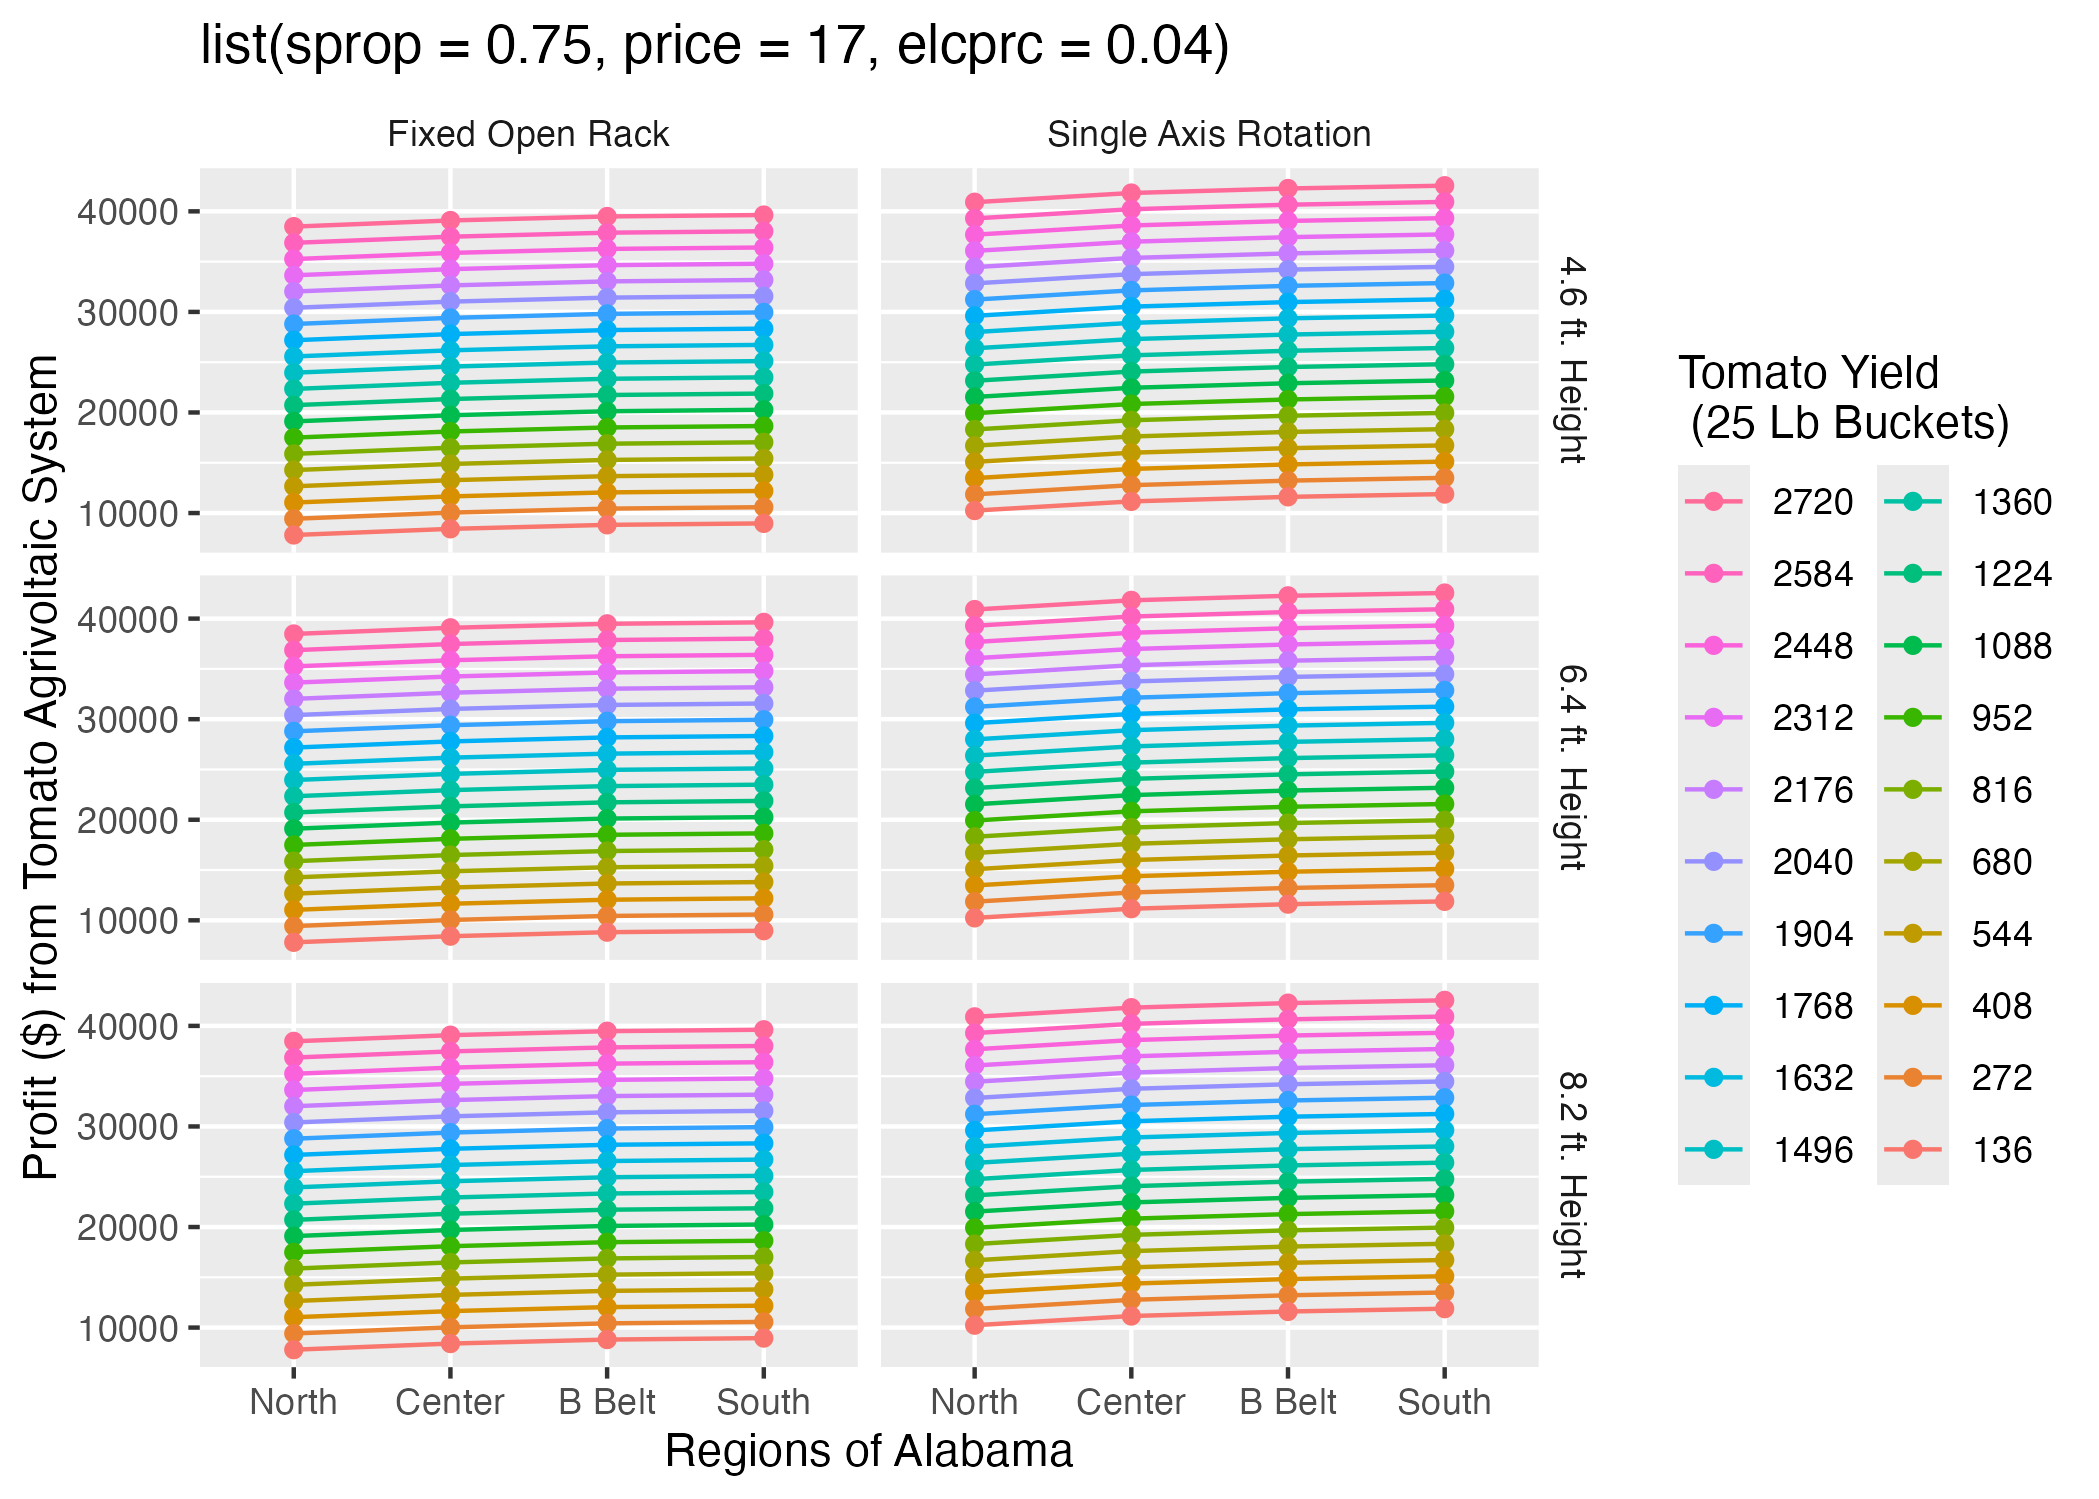 list(sprop = 0.75, price = 17, elcprc = 0.04)
Fixed Open Rack
Single Axis Rotation
Profit ($) from Tomato Agrivoltaic System
40000
30000
20000
10000
4.6 ft. Height
40000
30000
20000
10000
6.4 ft. Height
40000
30000
20000
10000
8.2 ft. Height
North Center B Belt South
North Center B Belt South
Regions of Alabama
Tomato Yield
(25 Lb Buckets)
2720
2584
2448
2312
2176
2040
1904
1768
1632
1496
1360
1224
1088
952
816
680
544
408
272
136